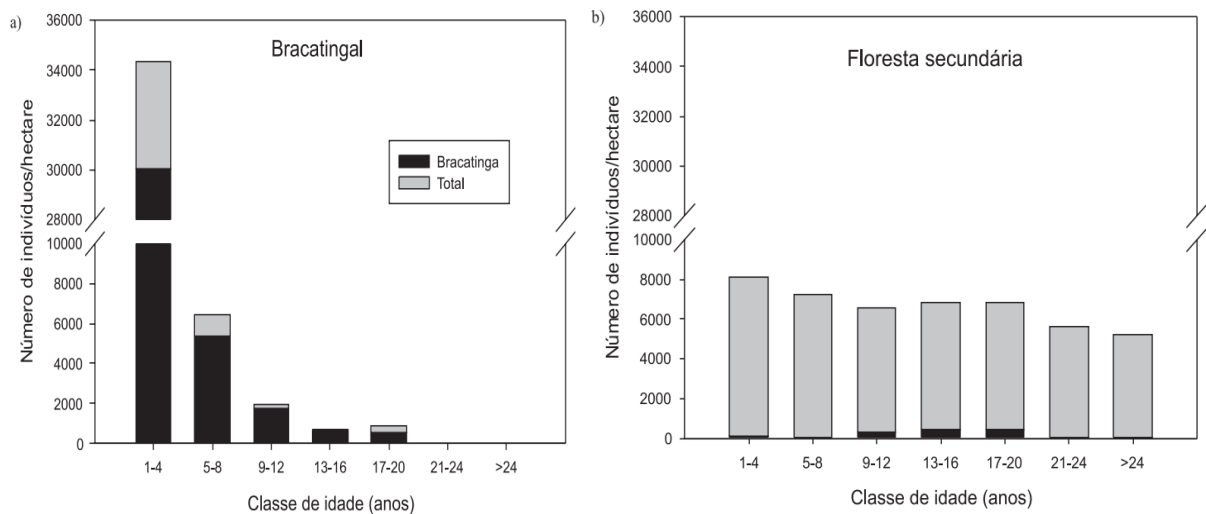 a)
Bracatingal
Número de indivíduos/hectare
36000
34000
32000
30000
28000
10000
8000
6000
4000
2000
0
Bracatinga
Total
1-4 5-8 9-12 13-16 17-20 21-24 >24
Classe de idade (anos)
b)
Floresta secundária
Número de indivíduos/hectare
36000
34000
32000
30000
28000
10000
8000
6000
4000
2000
0
1-4 5-8 9-12 13-16 17-20 21-24 >24
Classe de idade (anos)